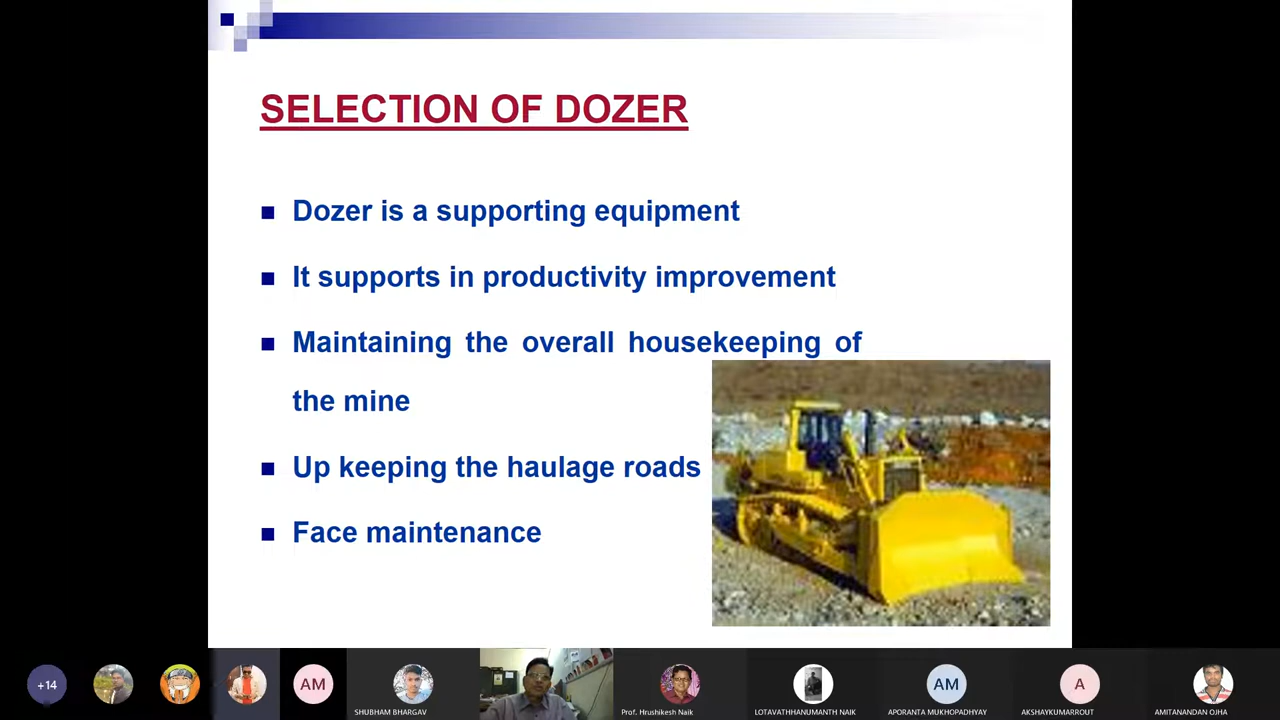 SELECTION OF DOZER
Dozer is a supporting equipment
It supports in productivity improvement
Maintaining the overall housekeeping of
the mine
Up keeping the haulage roads
Face maintenance
+14
AM
SHUBHAM BHARGAV
Prof. Hrushikesh Naik
LOTAVATHHANUMANTH NAIK
AM
APORANTA MUKHOPADHYAY
A
AKSHAYKUMARROUT
AMITANANDAN OJHA